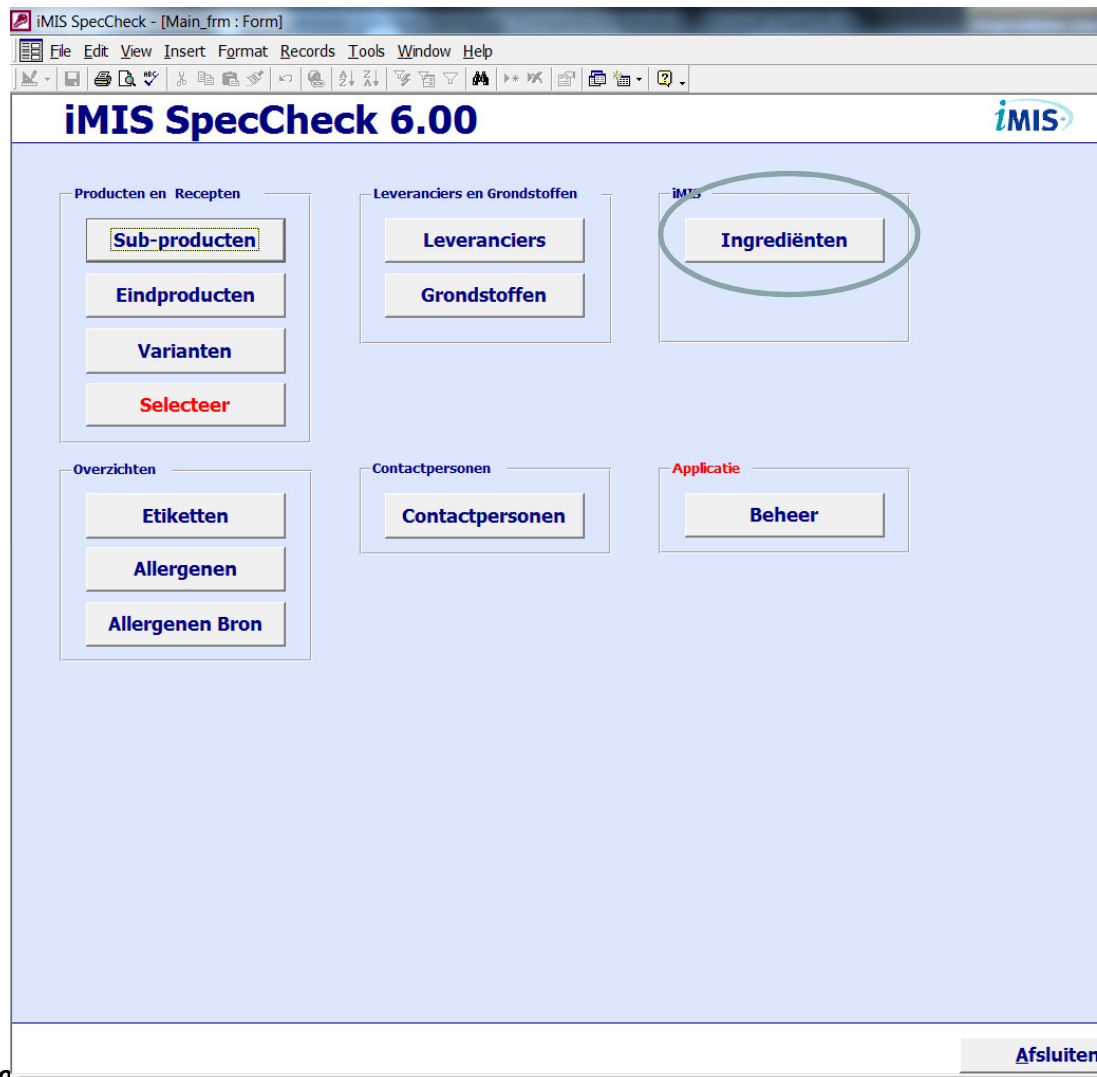 iMIS SpecCheck - [Main_frm : Form]
File Edit View Insert Format Records Tools Window Help
iMIS SpecCheck 6.00
iMIS
Producten en Recepten
Sub-producten
Eindproducten
Varianten
Selecteer
Leveranciers en Grondstoffen
Leveranciers
Grondstoffen
iMIS
Ingrediënten
Overzichten
Etiketten
Allergenen
Allergenen Bron
Contactpersonen
Contactpersonen
Applicatie
Beheer
Afsluiten